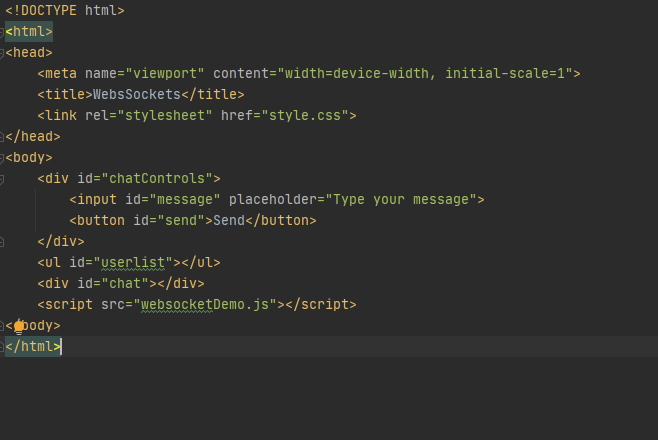 <!DOCTYPE html>
<html>
<head>
<meta name="viewport" content="width=device-width, initial-scale=1">
<title>WebsSockets</title>
<link rel="stylesheet" href="style.css">
</head>
<body>
<div id="chatControls">
<input id="message" placeholder="Type your message">
<button id="send">Send</button>
</div>
<ul id="userlist"></ul>
<div id="chat"></div>
<script src="websocketDemo.js"></script>
</body>
</html>